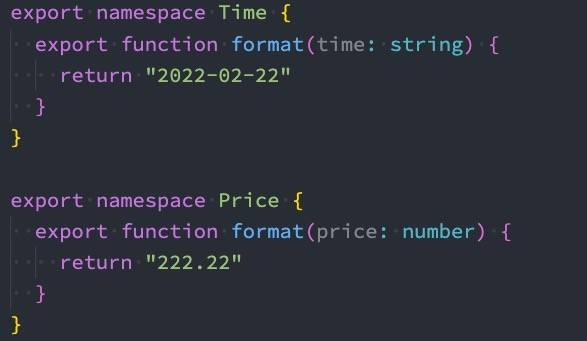 export namespace Time {
  export function format(time: string) {
    return "2022-02-22"
  }
}

export namespace Price {
  export function format(price: number) {
    return "222.22"
  }
}